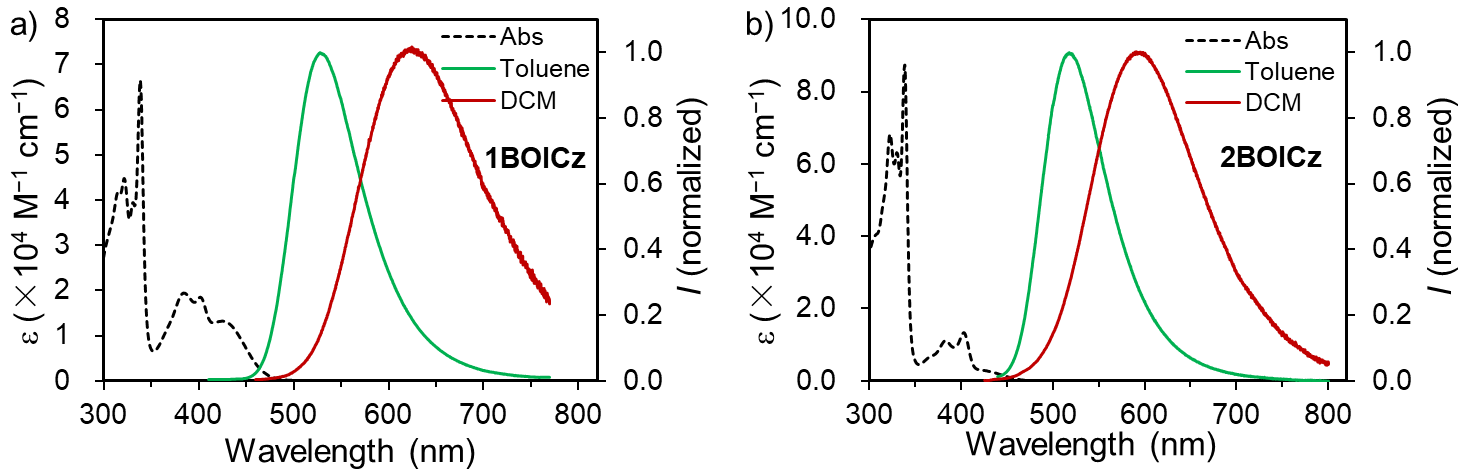 a)
8
7
6
5
4
3
2
1
0
ε (× 10⁴ M⁻¹ cm⁻¹)
Abs
Toluene
DCM
1BOICz
1.0
0.8
0.6
0.4
0.2
0.0
I (normalized)
300 400 500 600 700 800
Wavelength (nm)
b)
10.0
8.0
6.0
4.0
2.0
0.0
ε (× 10⁴ M⁻¹ cm⁻¹)
Abs
Toluene
DCM
2BOICz
1.0
0.8
0.6
0.4
0.2
0.0
I (normalized)
300 400 500 600 700 800
Wavelength (nm)